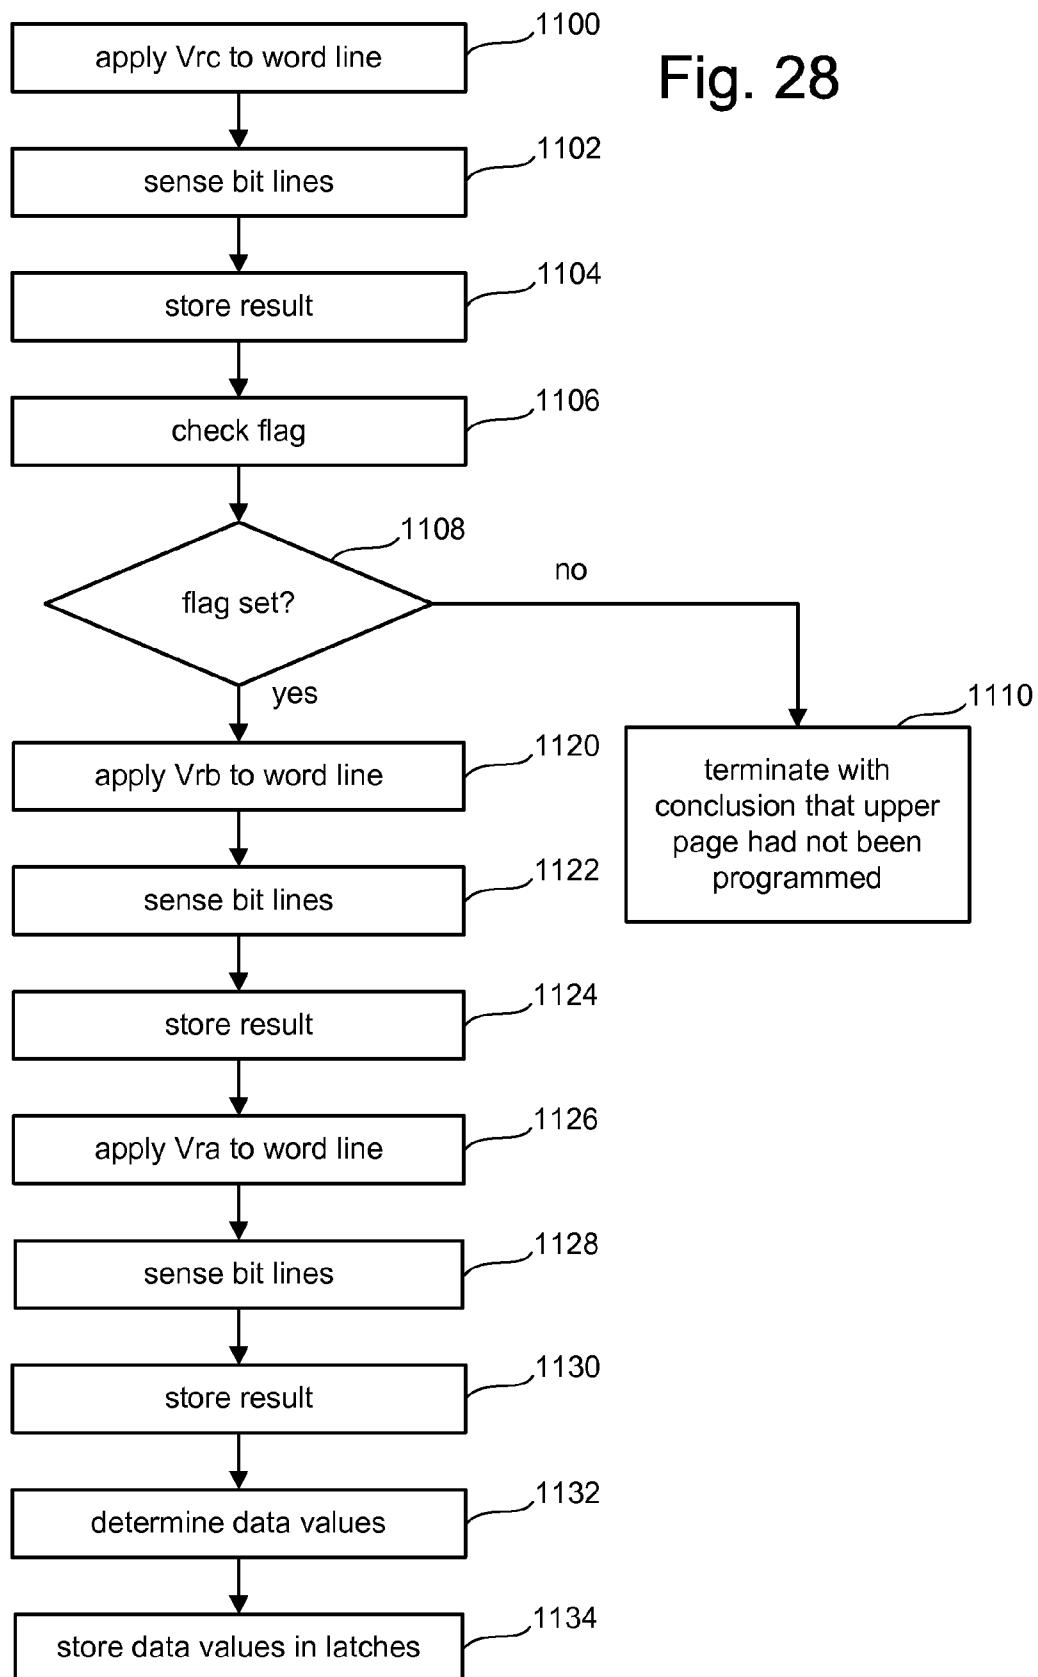 1100
apply Vrc to word line
Fig. 28
1102
sense bit lines
1104
store result
1106
check flag
1108
flag set?
no
yes
1110
terminate with
conclusion that upper
page had not been
programmed
1120
apply Vrb to word line
1122
sense bit lines
1124
store result
1126
apply Vra to word line
1128
sense bit lines
1130
store result
1132
determine data values
1134
store data values in latches